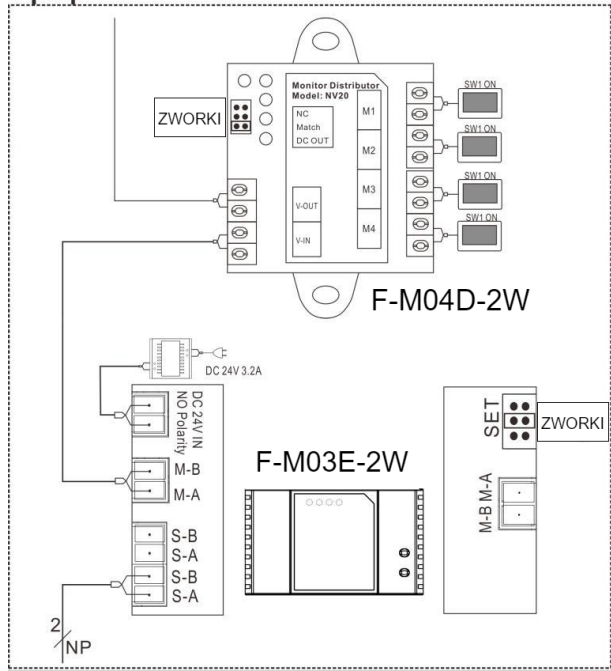 SW1 ON
Monitor Distributor
Model: NV20
ZWORKI
NC
Match
DC OUT
M1
SW1 ON
M2
SW1 ON
M3
V-OUT
SW1 ON
M4
V-IN
F-M04D-2W
DC 24V 3.2A
DC 24V IN
NO Polarity
SET
ZWORKI
F-M03E-2W
M-B
M-A
M-B M-A
S-B
S-A
S-B
S-A
2
NP